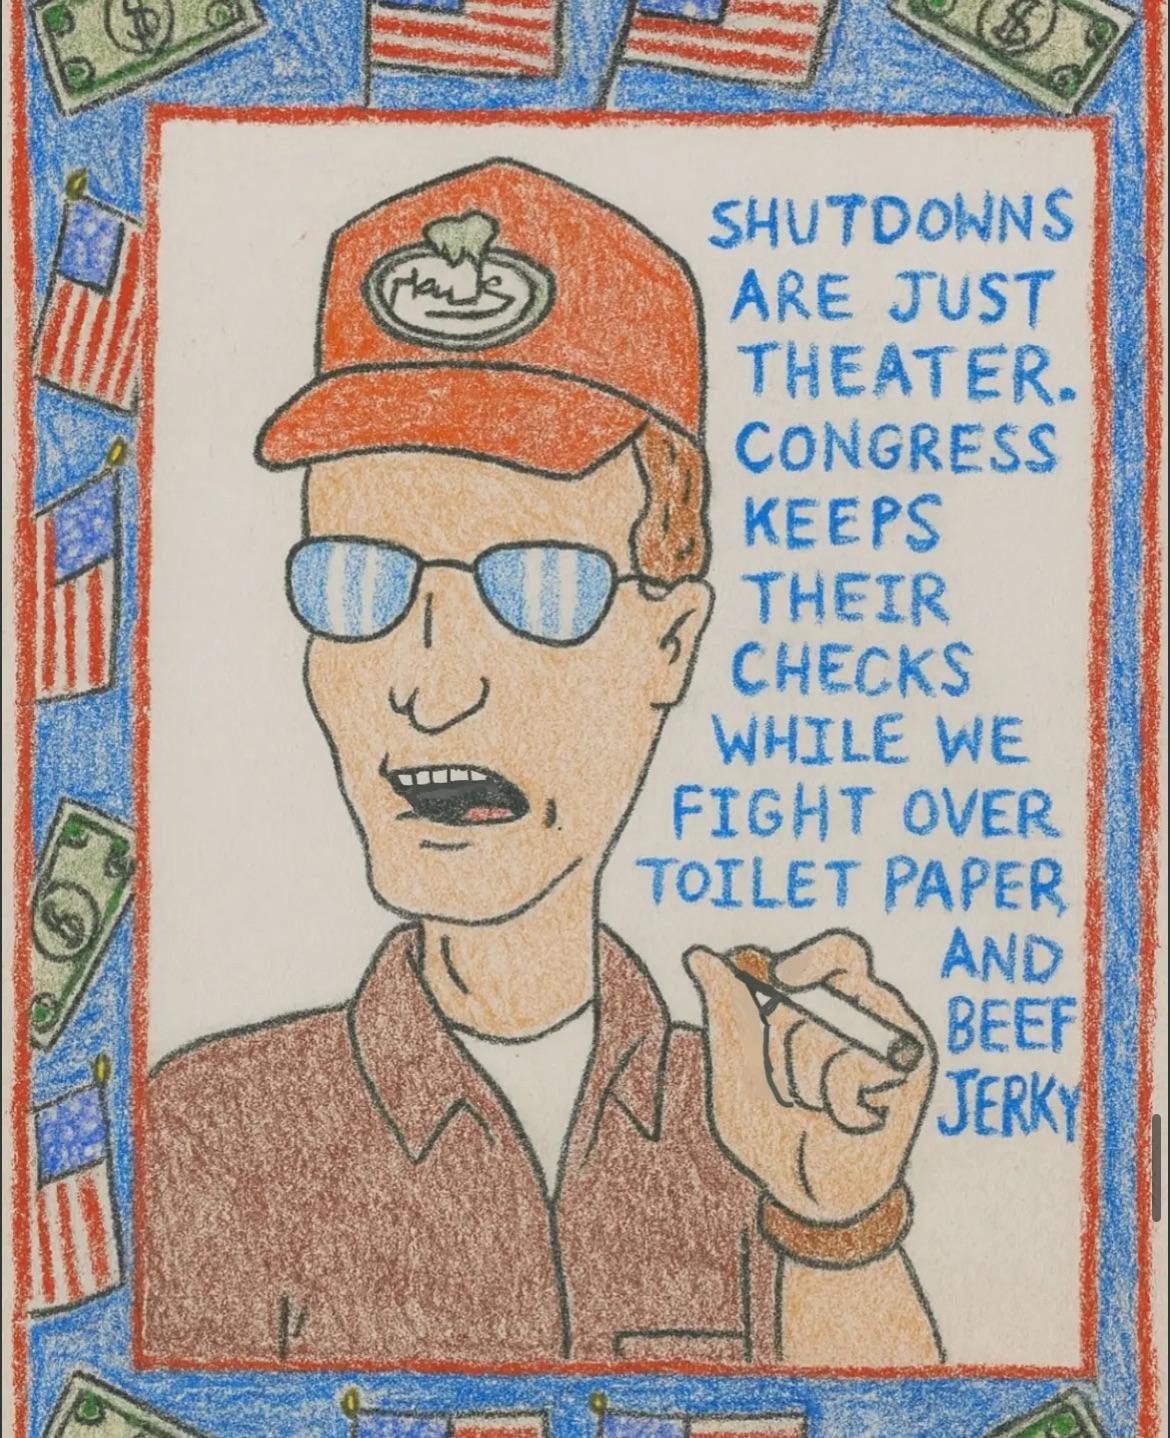 SHUTDOWNS
ARE JUST
THEATER.
CONGRESS
KEEPS
THEIR
CHECKS
WHILE WE
FIGHT OVER
TOILET PAPER
AND
BEEF
JERKY
$
$
$